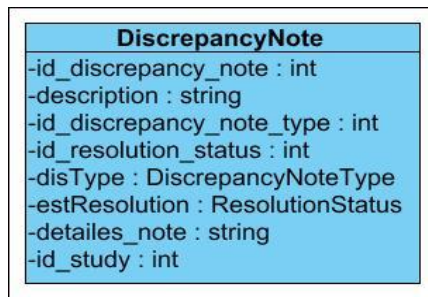 DiscrepancyNote
-id_discrepancy_note : int
-description : string
-id_discrepancy_note_type : int
-id_resolution_status : int
-disType : DiscrepancyNoteType
-estResolution : ResolutionStatus
-detailes_note : string
-id_study : int